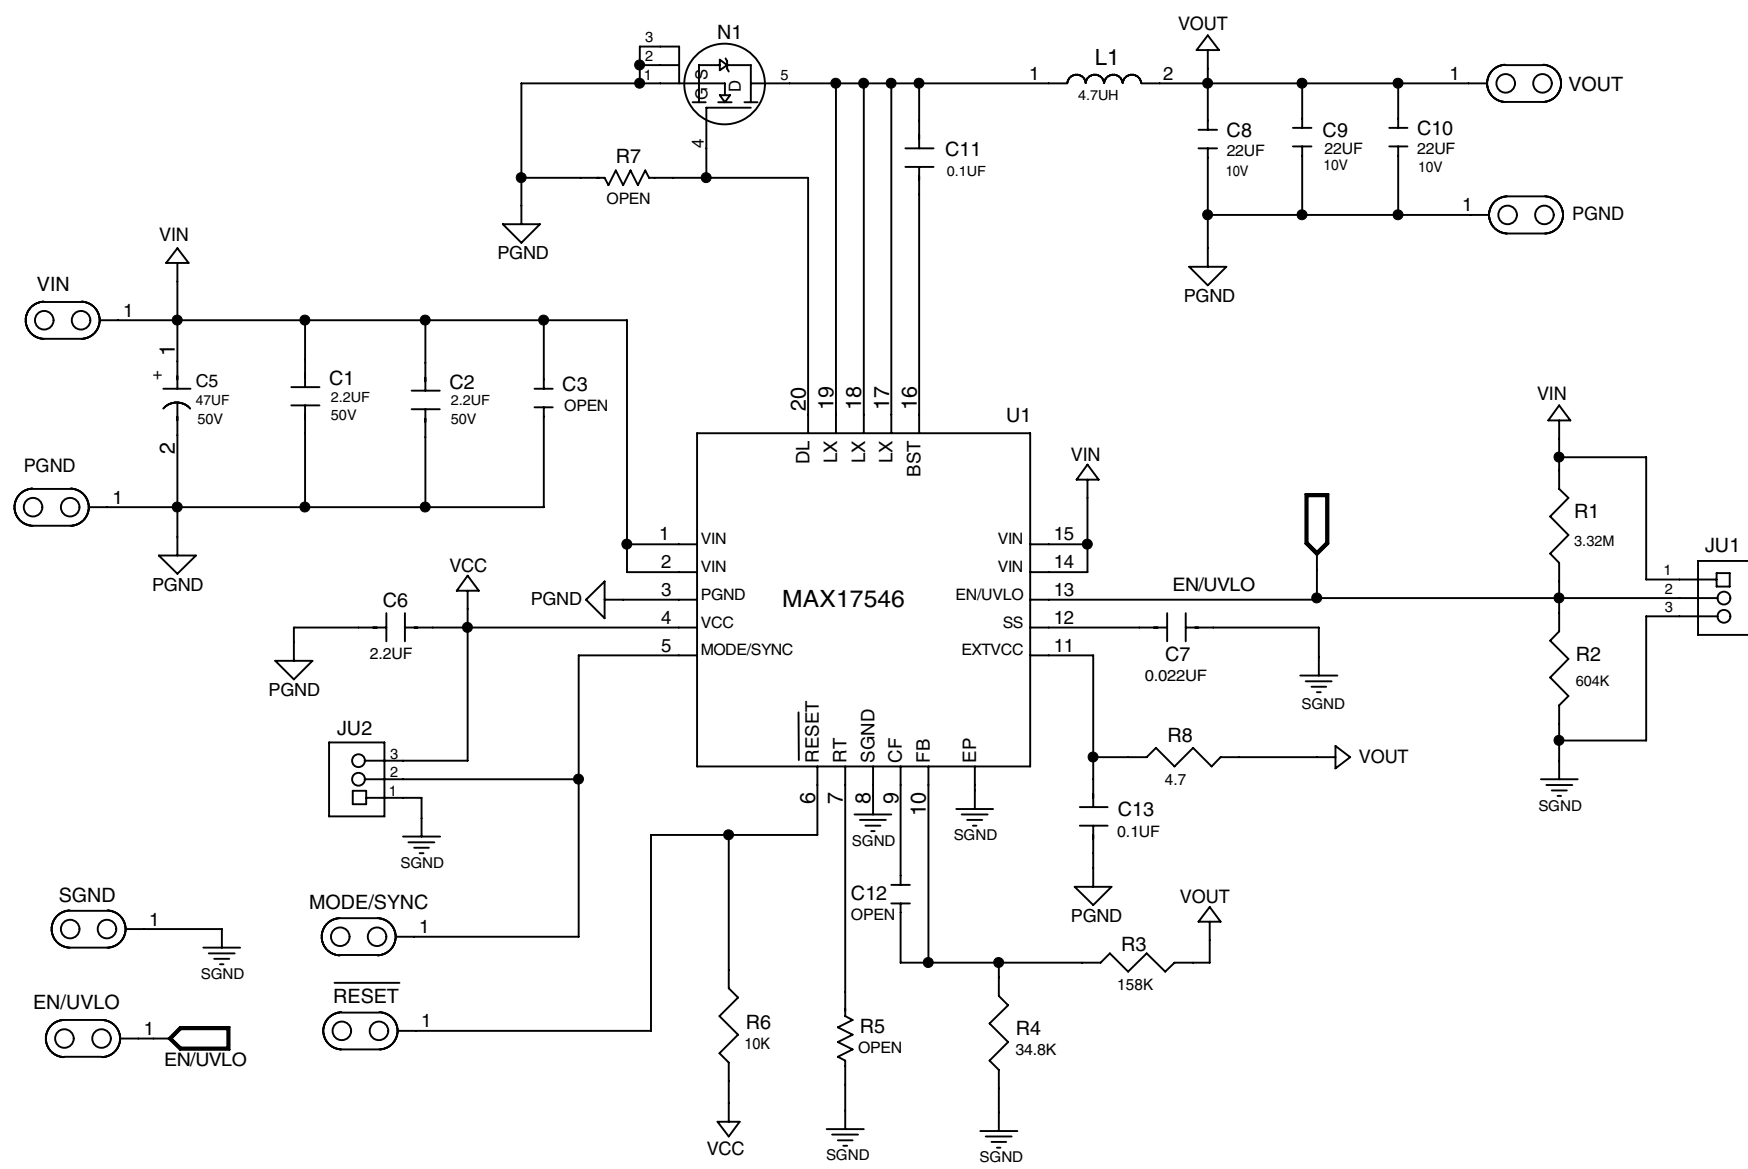 N1
3
2
1
G S
D
5
4
R7
OPEN
PGND
C11
0.1UF
1
L1
2
4.7UH
VOUT
1
VOUT
C8
22UF
10V
C9
22UF
10V
C10
22UF
10V
1
PGND
PGND
VIN
VIN
1
1
+
C5
47UF
50V
2
C1
2.2UF
50V
C2
2.2UF
50V
C3
OPEN
PGND
1
PGND
20
19
18
17
16
U1
DL
LX
LX
LX
BST
MAX17546
1
VIN
2
VIN
PGND
3
PGND
4
VCC
5
MODE/SYNC
VIN
VIN
15
VIN
14
EN/UVLO
13
EN/UVLO
SS
12
EXTVCC
11
C7
0.022UF
SGND
VIN
R1
3.32M
JU1
1
2
3
R2
604K
SGND
VCC
C6
2.2UF
PGND
JU2
3
2
1
SGND
RESET
RT
SGND
CF
FB
EP
6
7
8
9
10
SGND
SGND
R8
4.7
VOUT
C13
0.1UF
PGND
C12
OPEN
VOUT
R3
158K
R4
34.8K
SGND
R5
OPEN
SGND
R6
10K
VCC
SGND
1
SGND
MODE/SYNC
1
EN/UVLO
1
EN/UVLO
RESET
1